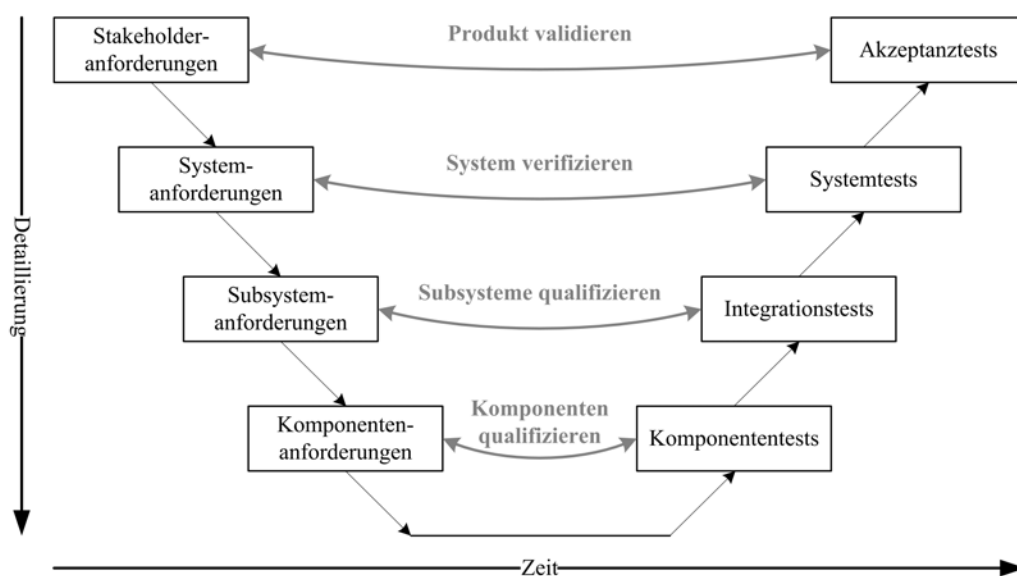 Stakeholder-
anforderungen
Produkt validieren
Akzeptanztests
System-
anforderungen
System verifizieren
Systemtests
Detaillierung
Subsystem-
anforderungen
Subsysteme qualifizieren
Integrationstests
Komponenten-
anforderungen
Komponenten
qualifizieren
Komponententests
Zeit